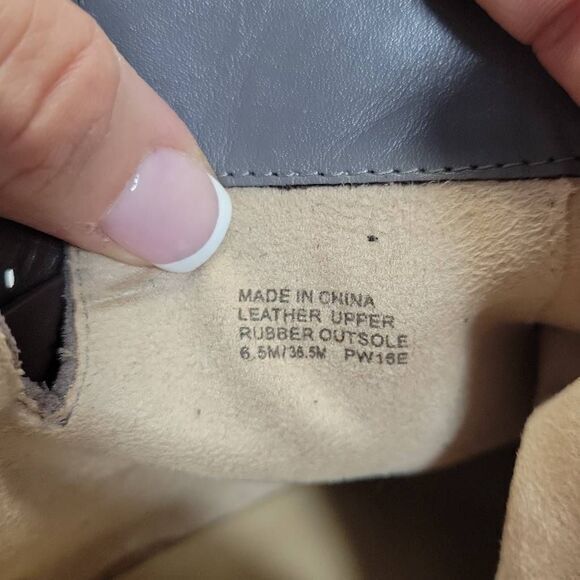 MADE IN CHINA
LEATHER UPPER
RUBBER OUTSOLE
6.5M/36.5M PW16E